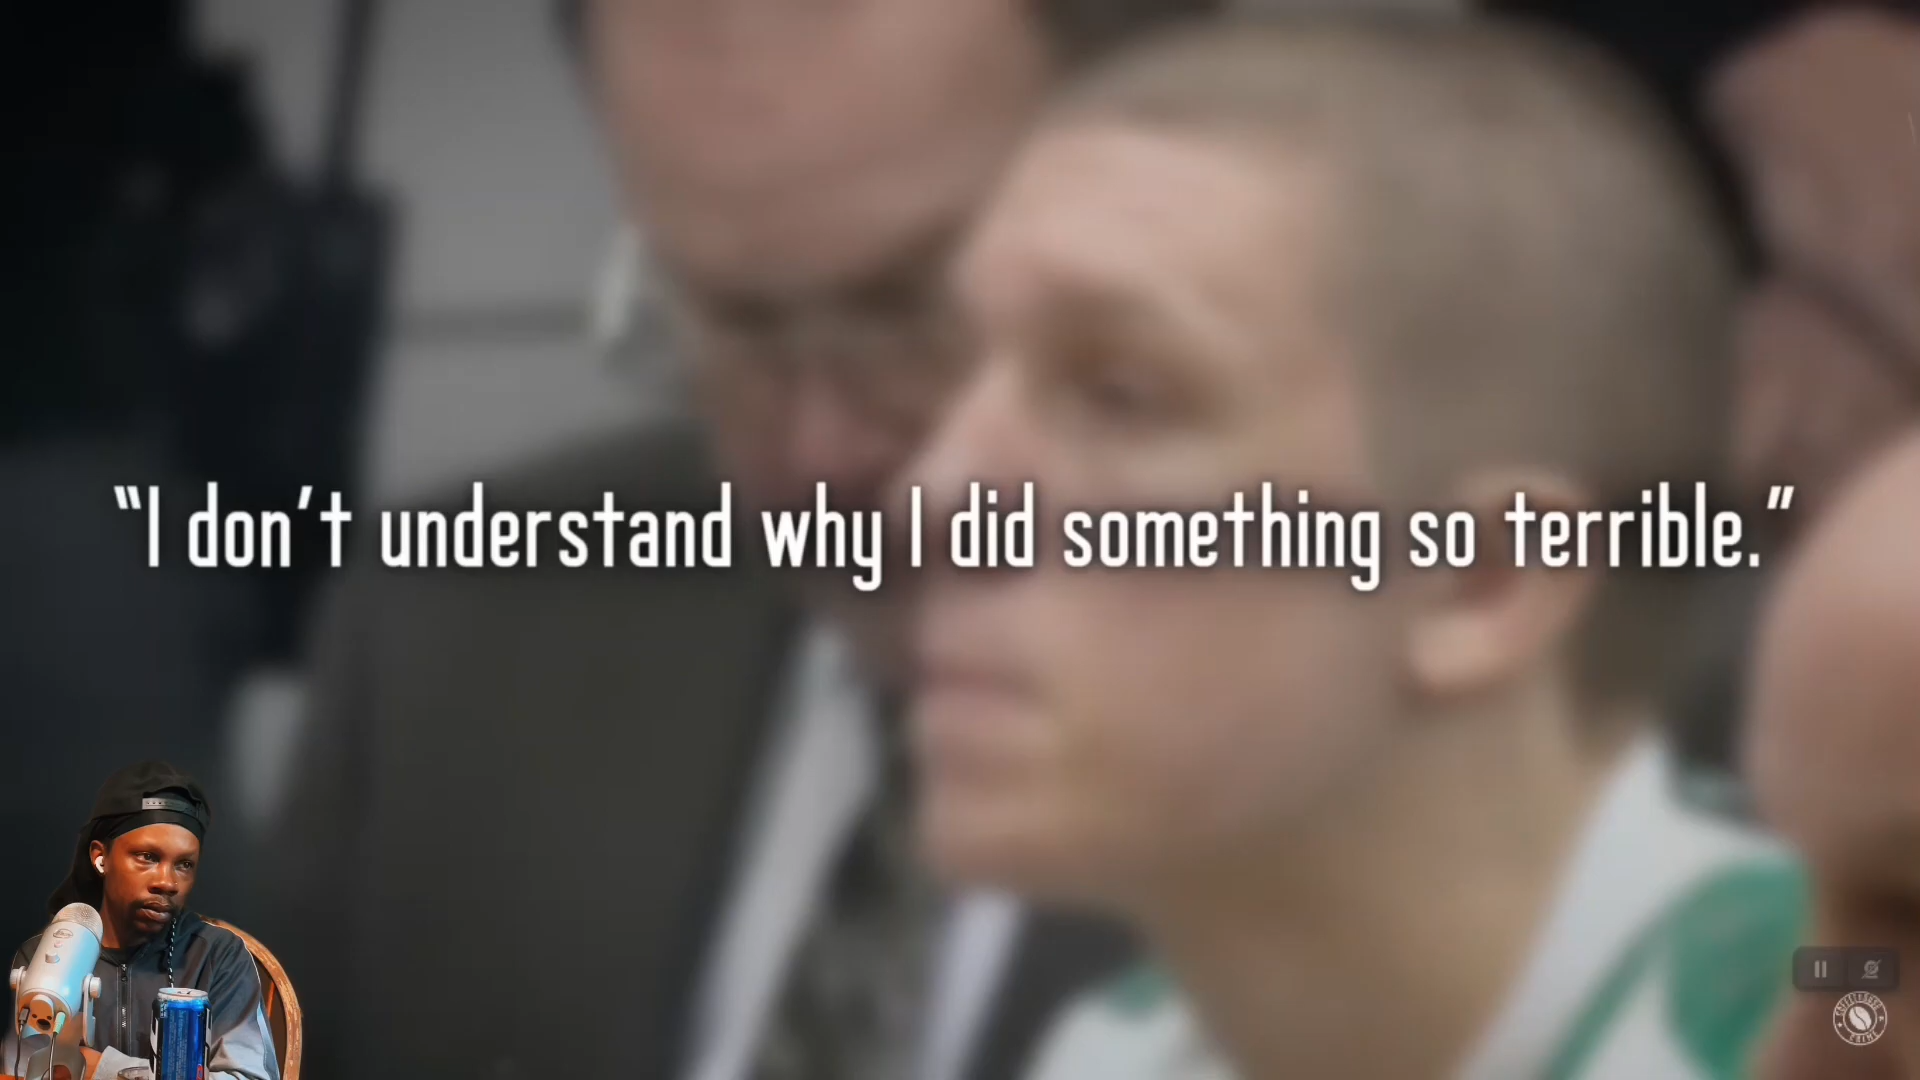 “I don’t understand why I did something so terrible.”